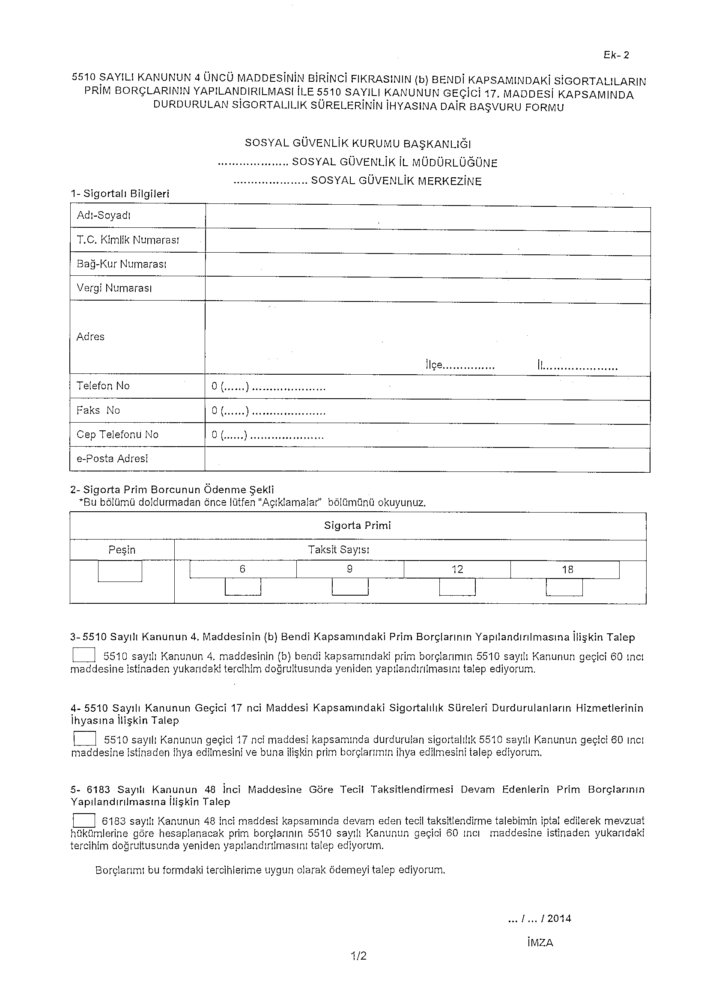 Ek- 2
5510 SAYILI KANUNUN 4 ÜNCÜ MADDESİNİN BİRİNCİ FIKRASININ (b) BENDİ KAPSAMINDAKİ SİGORTALILARIN
PRİM BORÇLARININ YAPILANDIRILMASI İLE 5510 SAYILI KANUNUN GEÇİCİ 17. MADDESİ KAPSAMINDA
DURDURULAN SİGORTALILIK SÜRELERİNİN İHYASINA DAİR BAŞVURU FORMU
SOSYAL GÜVENLİK KURUMU BAŞKANLIĞI
.................... SOSYAL GÜVENLİK İL MÜDÜRLÜĞÜNE
..................... SOSYAL GÜVENLİK MERKEZİNE
1- Sigortalı Bilgileri
Adı-Soyadı
T.C. Kimlik Numarası
Bağ-Kur Numarası
Vergi Numarası
Adres
İlçe............... İl.....................
Telefon No 0 (......) .....................
Faks No 0 (......) .....................
Cep Telefonu No 0 (......) .....................
e-Posta Adresi
2- Sigorta Prim Borcunun Ödenme Şekli
*Bu bölümü doldurmadan önce lütfen "Açıklamalar" bölümünü okuyunuz.
Sigorta Primi
Peşin Taksit Sayısı
6 9 12 18
3-5510 Sayılı Kanunun 4. Maddesinin (b) Bendi Kapsamındaki Prim Borçlarının Yapılandırılmasına İlişkin Talep
5510 sayılı Kanunun 4. maddesinin (b) bendi kapsamındaki prim borçlarımın 5510 sayılı Kanunun geçici 60 ıncı
maddesine istinaden yukarıdaki tercihim doğrultusunda yeniden yapılandırılmasını talep ediyorum.
4- 5510 Sayılı Kanunun Geçici 17 nci Maddesi Kapsamındaki Sigortalılık Süreleri Durdurulanların Hizmetlerinin
İhyasına İlişkin Talep
5510 sayılı Kanunun geçici 17 nci maddesi kapsamında durdurulan sigortalılık 5510 sayılı Kanunun geçici 60 ıncı
maddesine istinaden ihya edilmesini ve buna ilişkin prim borçlarımın ihya edilmesini talep ediyorum.
5- 6183 Sayılı Kanunun 48 İnci Maddesine Göre Tecil Taksitlendirmesi Devam Edenlerin Prim Borçlarının
Yapılandırılmasına İlişkin Talep
6183 sayılı Kanunun 48 inci maddesi kapsamında devam eden tecil taksitlendirme talebimin iptal edilerek mevzuat
hükümlerine göre hesaplanacak prim borçlarının 5510 sayılı Kanunun geçici 60 ıncı maddesine istinaden yukarıdaki
tercihim doğrultusunda yeniden yapılandırılmasını talep ediyorum.
Borçlarımı bu formdaki tercihlerime uygun olarak ödemeyi talep ediyorum.
... / ... / 2014
İMZA
1/2